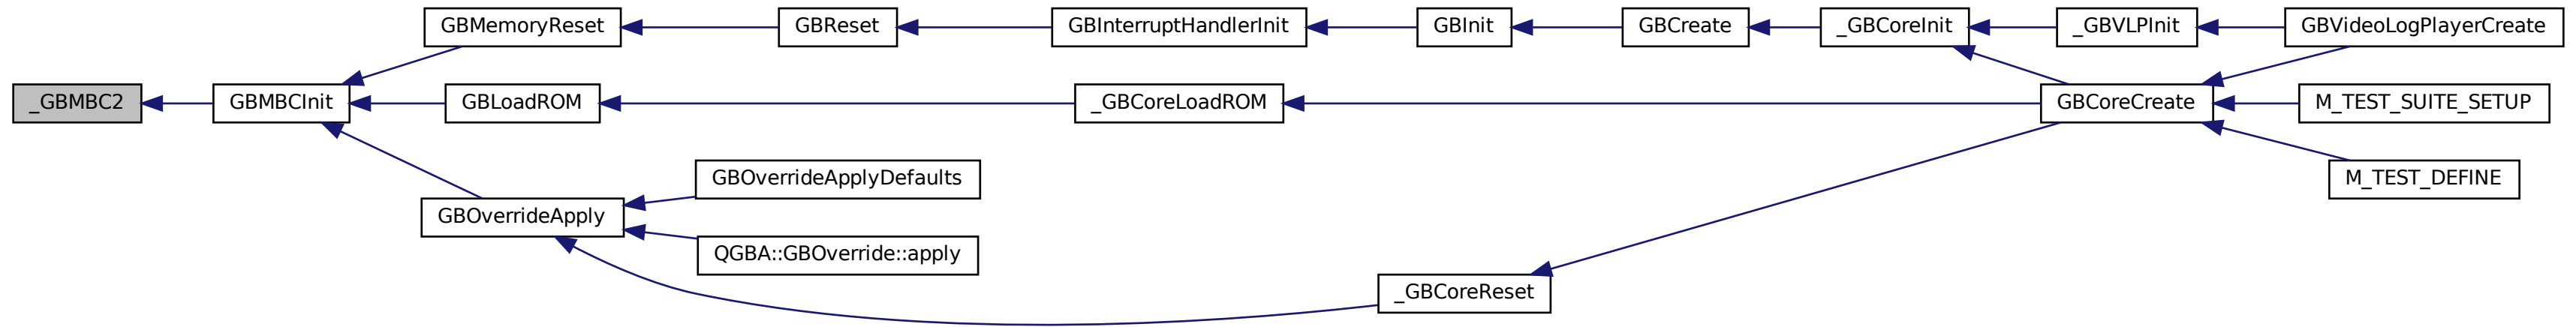 GBMemoryReset
GBReset
GBInterruptHandlerInit
GBInit
GBCreate
_GBCoreInit
_GBVLPInit
GBVideoLogPlayerCreate
_GBMBC2
GBMBCInit
GBLoadROM
_GBCoreLoadROM
GBCoreCreate
M_TEST_SUITE_SETUP
GBOverrideApplyDefaults
M_TEST_DEFINE
GBOverrideApply
QGBA::GBOverride::apply
_GBCoreReset